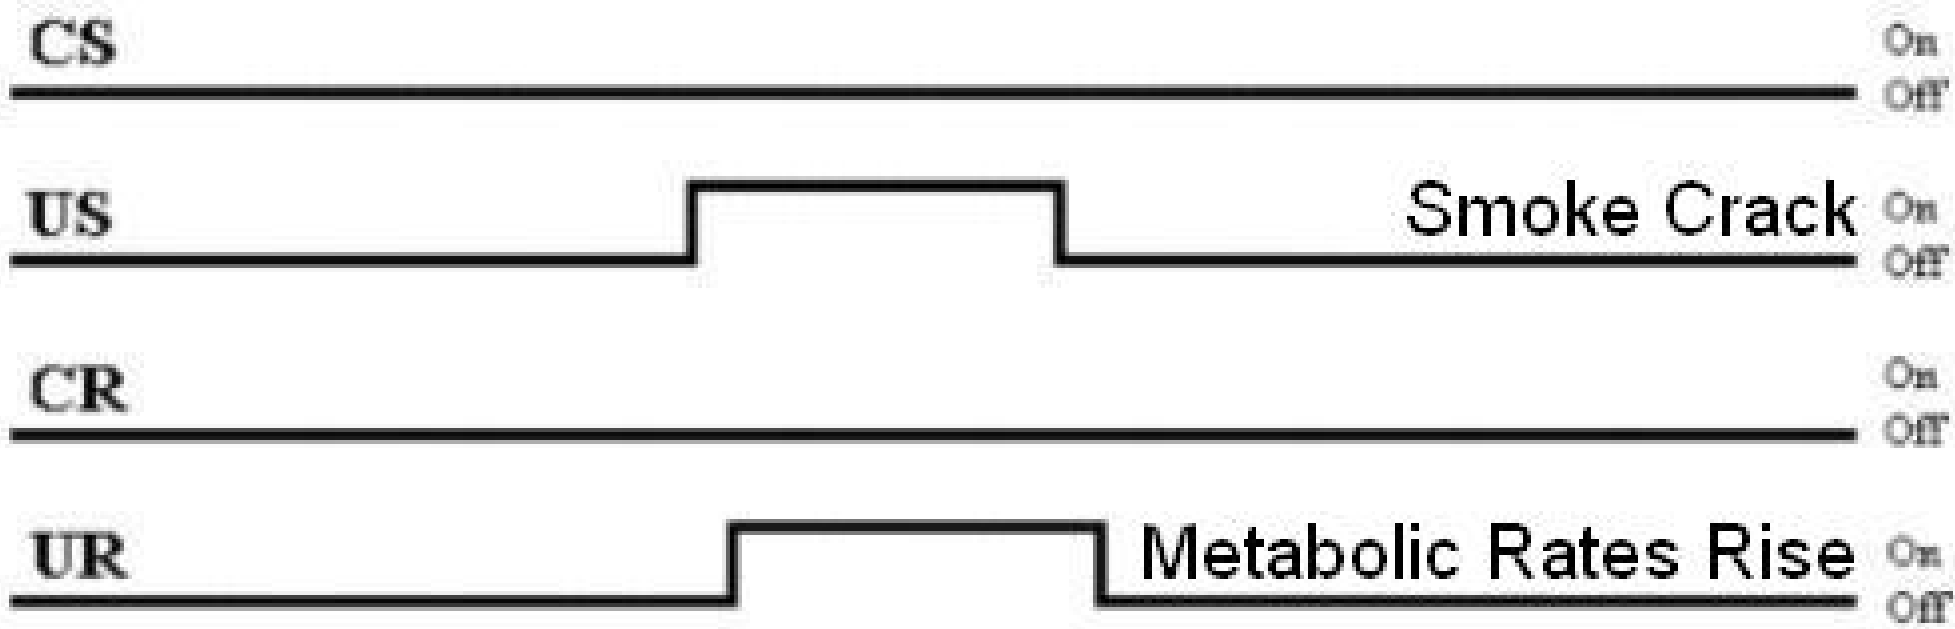 CS On
Off
US Smoke Crack On
Off
CR On
Off
UR Metabolic Rates Rise On
Off